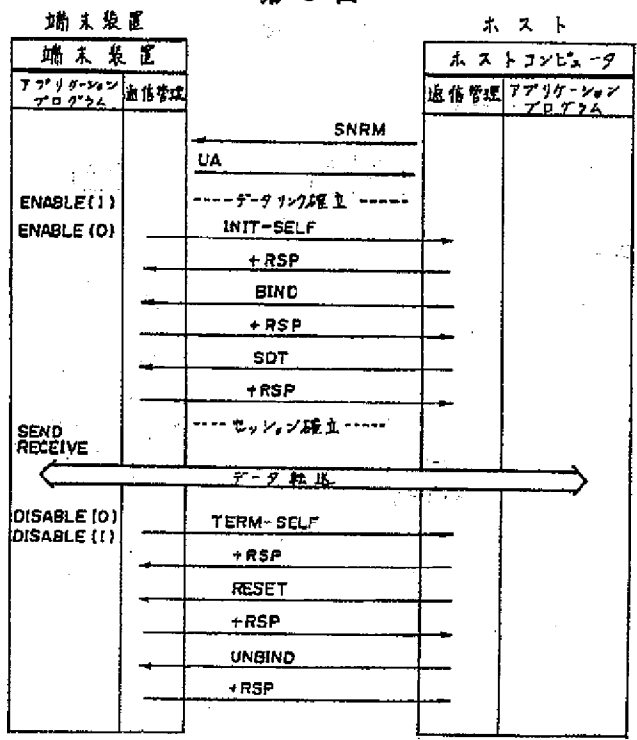 端末装置
ホスト
端末装置
ホストコンピュータ
アプリケーション
プログラム
通信管理
通信管理
アプリケーション
プログラム
SNRM
UA
ENABLE(1)
----データリンク確立-----
ENABLE(0)
INIT-SELF
+RSP
BIND
+RSP
SDT
+RSP
----セッション確立-----
SEND
RECEIVE
データ転送
DISABLE(0)
TERM-SELF
DISABLE(1)
+RSP
RESET
+RSP
UNBIND
+RSP